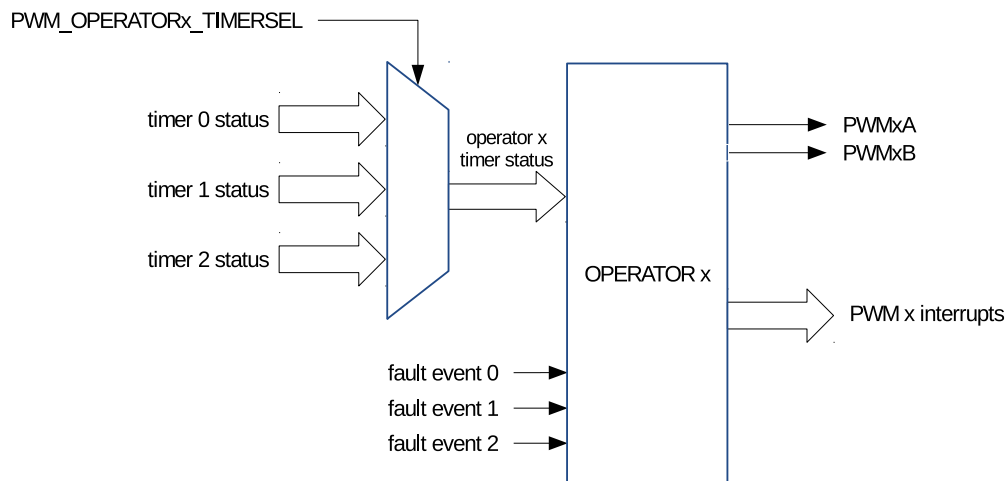 PWM_OPERATORx_TIMERSEL
timer 0 status
timer 1 status
timer 2 status
operator x
timer status
OPERATOR x
PWMxA
PWMxB
PWM x interrupts
fault event 0
fault event 1
fault event 2